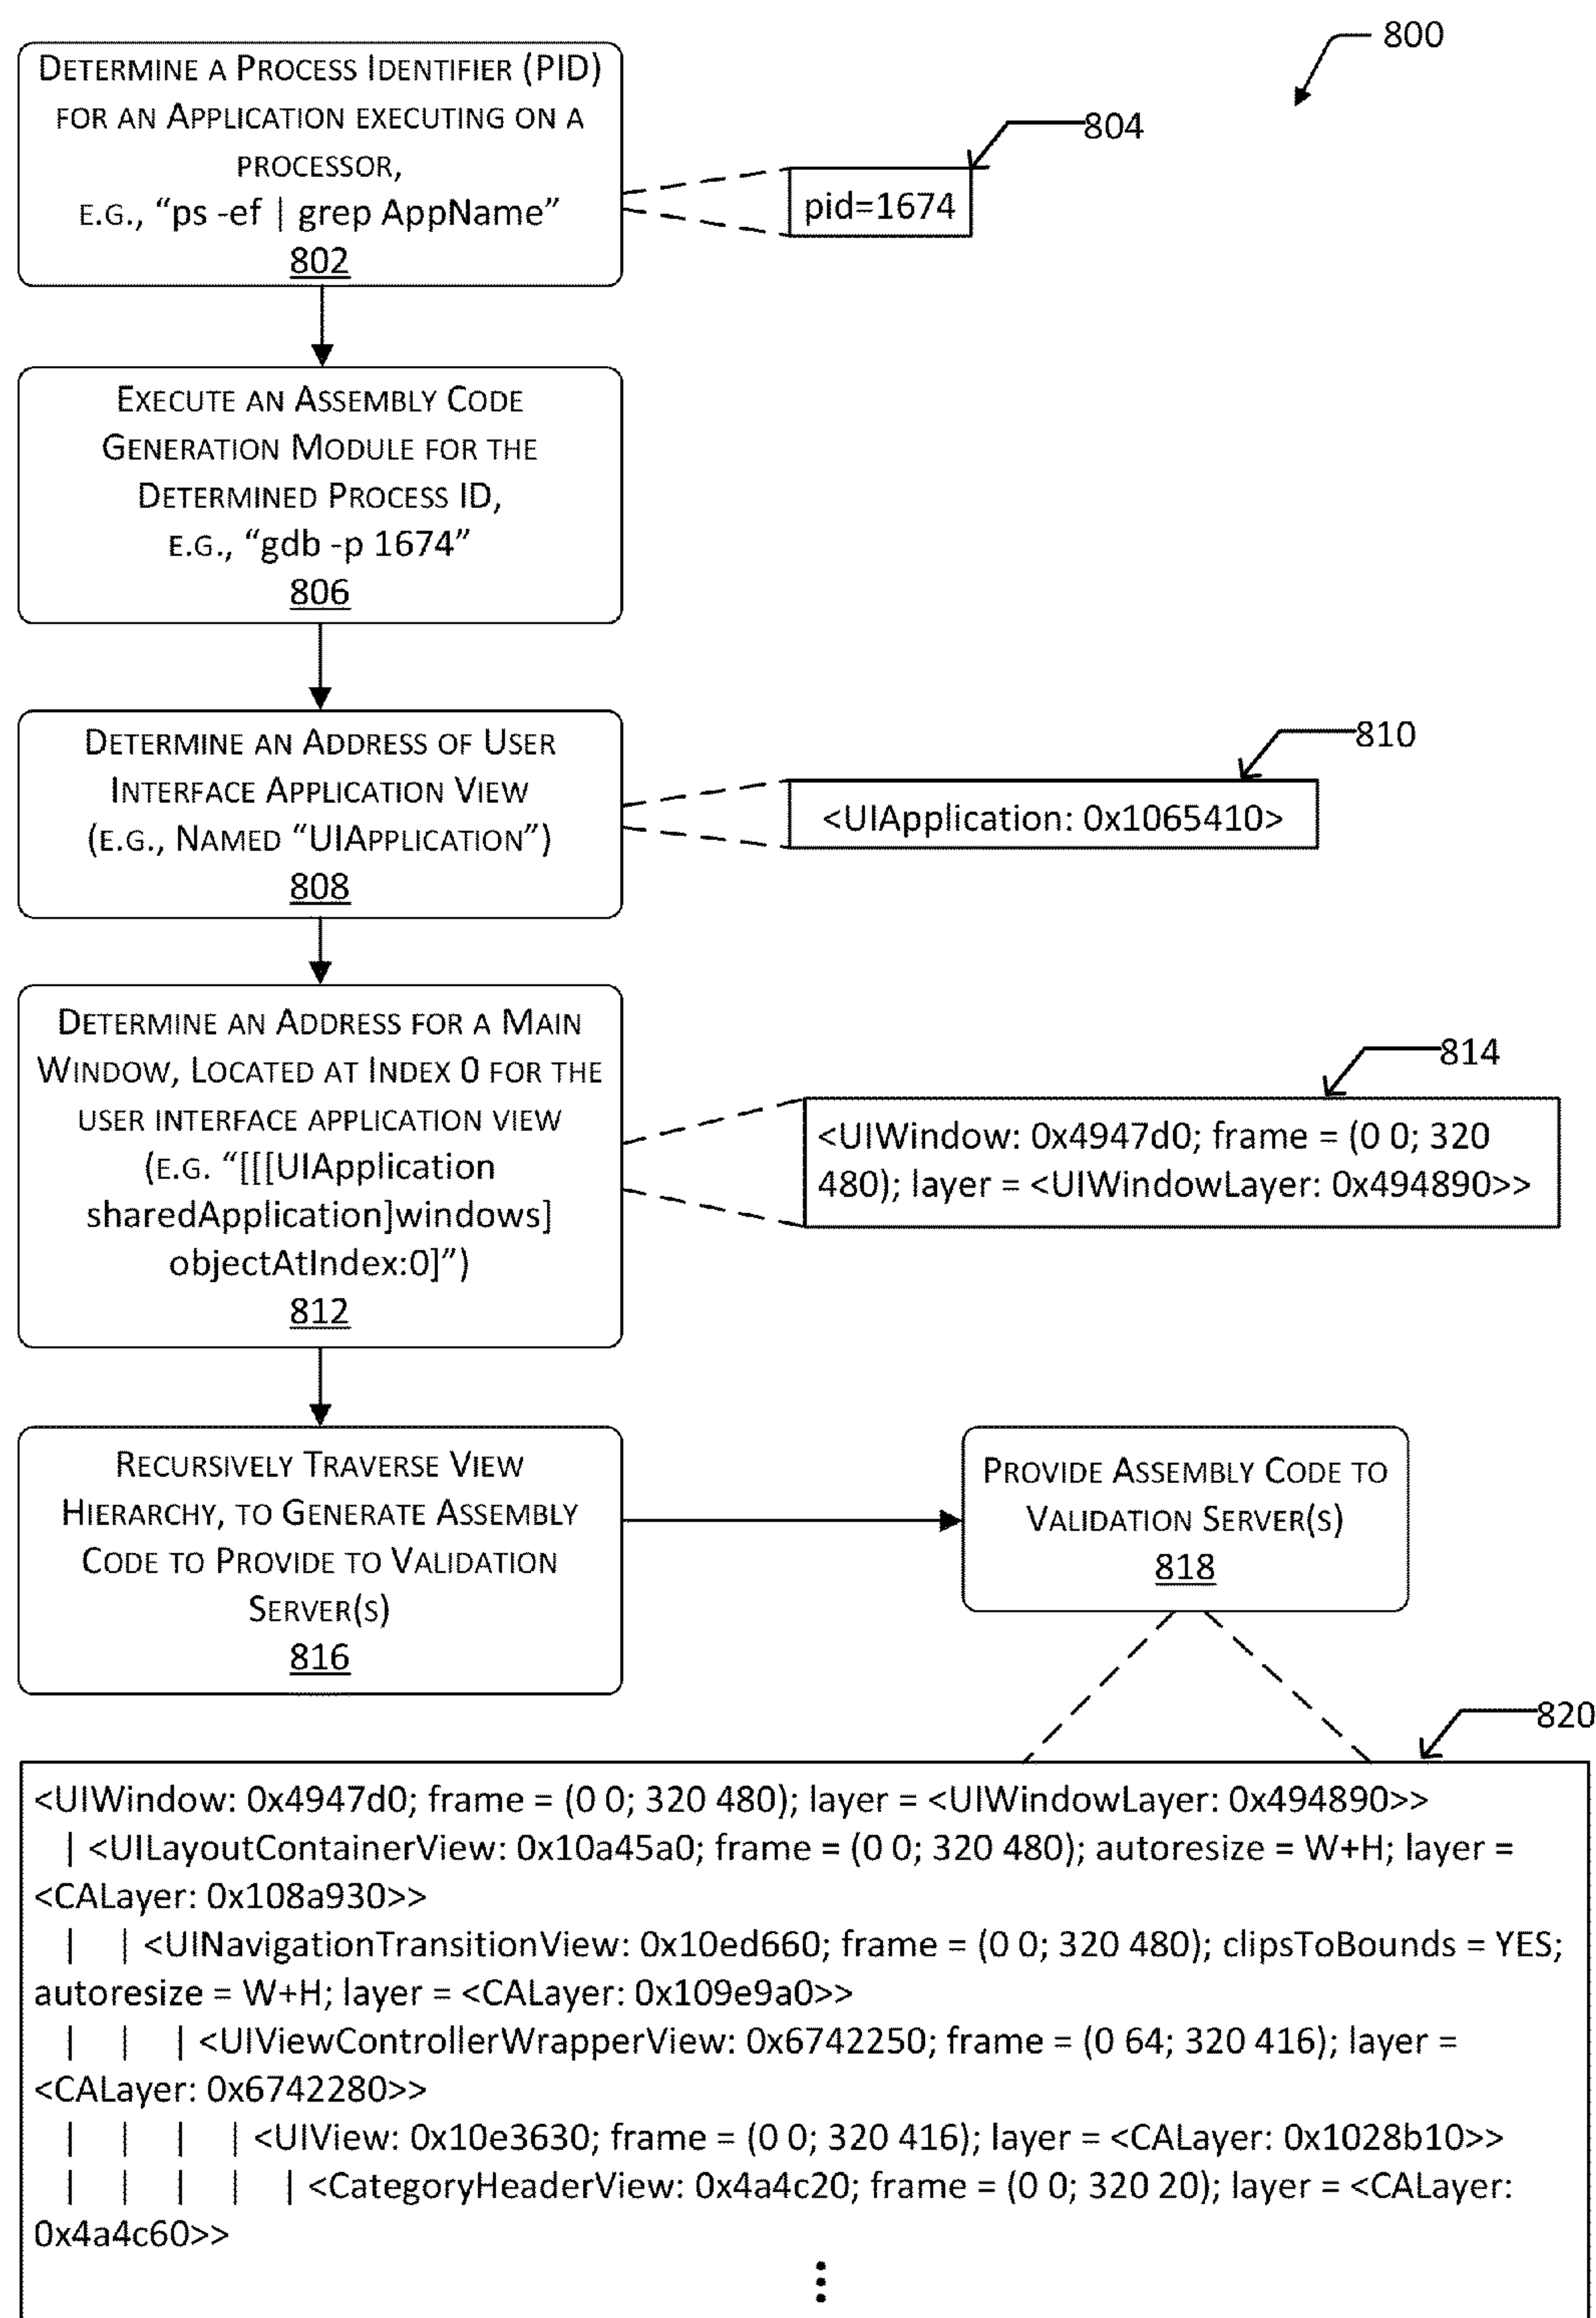 800
DETERMINE A PROCESS IDENTIFIER (PID)
FOR AN APPLICATION EXECUTING ON A
PROCESSOR,
E.G., “ps -ef | grep AppName”
802
804
pid=1674
EXECUTE AN ASSEMBLY CODE
GENERATION MODULE FOR THE
DETERMINED PROCESS ID,
E.G., “gdb -p 1674”
806
DETERMINE AN ADDRESS OF USER
INTERFACE APPLICATION VIEW
(E.G., NAMED “UIAPPLICATION”)
808
810
<UIApplication: 0x1065410>
DETERMINE AN ADDRESS FOR A MAIN
WINDOW, LOCATED AT INDEX 0 FOR THE
USER INTERFACE APPLICATION VIEW
(E.G. “[[[UIApplication
sharedApplication]windows]
objectAtIndex:0]”)
812
814
<UIWindow: 0x4947d0; frame = (0 0; 320
480); layer = <UIWindowLayer: 0x494890>>
RECURSIVELY TRAVERSE VIEW
HIERARCHY, TO GENERATE ASSEMBLY
CODE TO PROVIDE TO VALIDATION
SERVER(S)
816
PROVIDE ASSEMBLY CODE TO
VALIDATION SERVER(S)
818
820
<UIWindow: 0x4947d0; frame = (0 0; 320 480); layer = <UIWindowLayer: 0x494890>>
| <UILayoutContainerView: 0x10a45a0; frame = (0 0; 320 480); autoresize = W+H; layer =
<CALayer: 0x108a930>>
| | <UINavigationTransitionView: 0x10ed660; frame = (0 0; 320 480); clipsToBounds = YES;
autoresize = W+H; layer = <CALayer: 0x109e9a0>>
| | | <UIViewControllerWrapperView: 0x6742250; frame = (0 64; 320 416); layer =
<CALayer: 0x6742280>>
| | | | <UIView: 0x10e3630; frame = (0 0; 320 416); layer = <CALayer: 0x1028b10>>
| | | | | <CategoryHeaderView: 0x4a4c20; frame = (0 0; 320 20); layer = <CALayer:
0x4a4c60>>